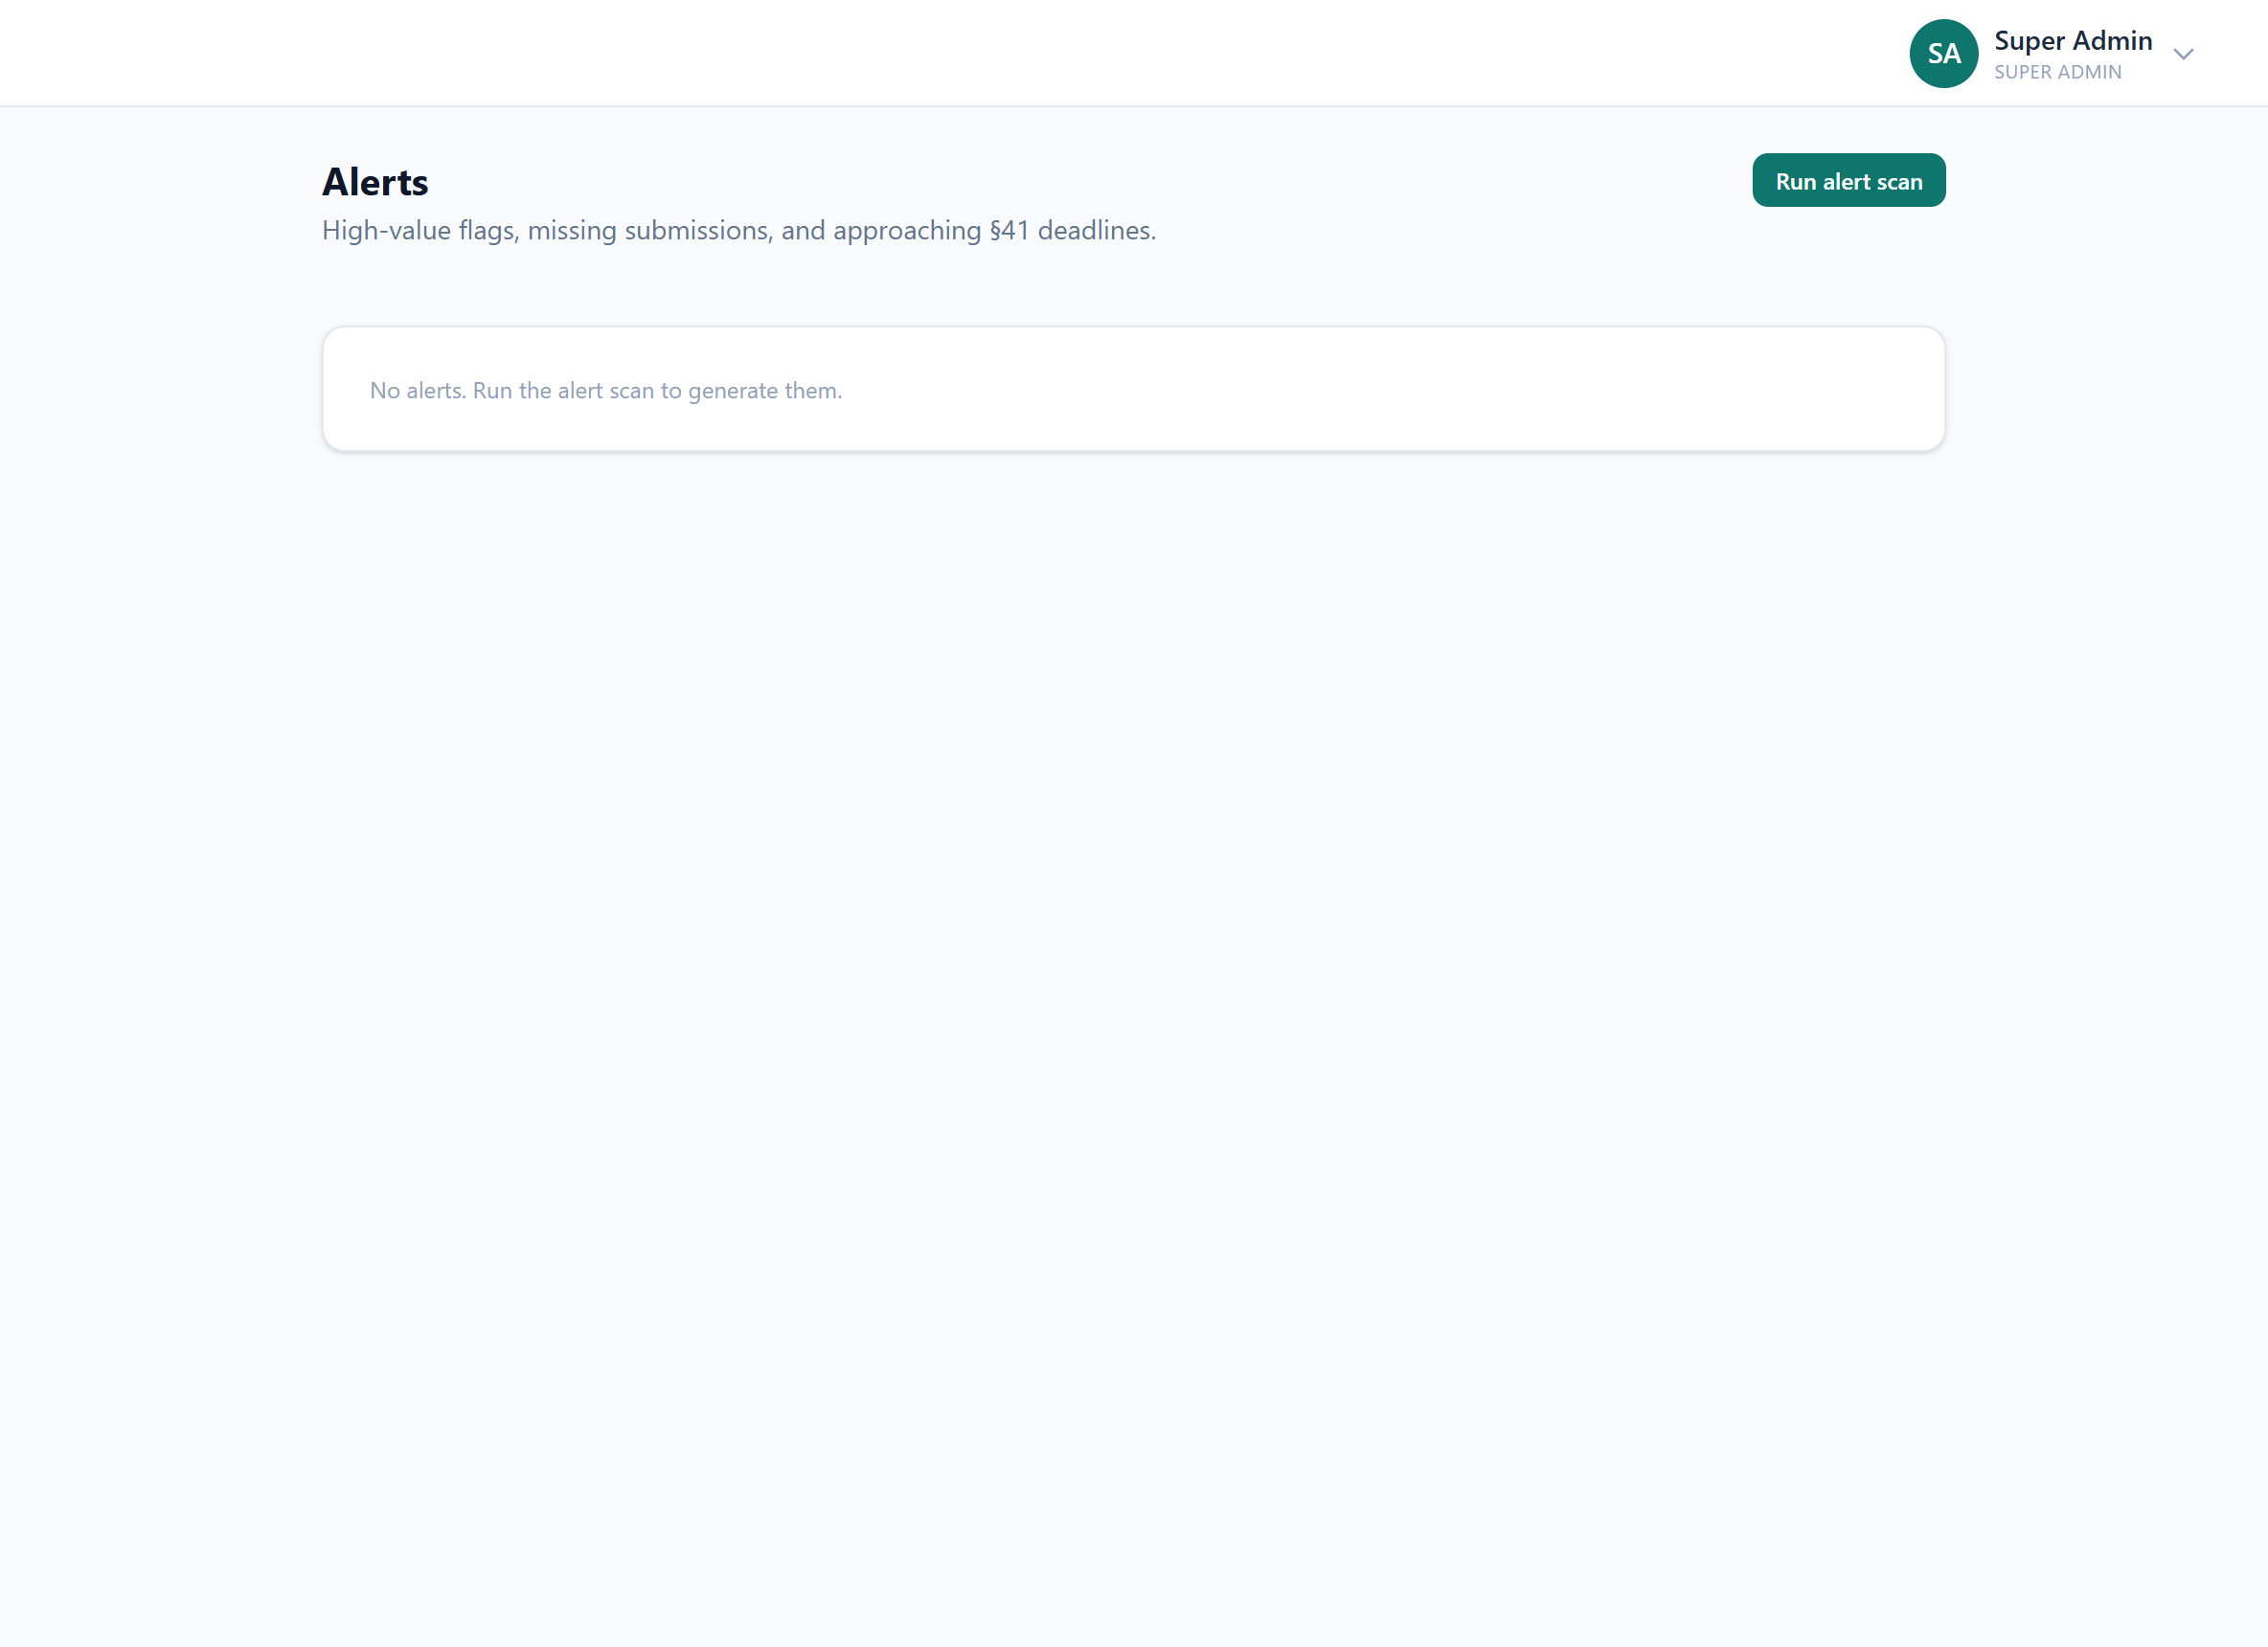 SA
Super Admin
SUPER ADMIN
Alerts
Run alert scan
High-value flags, missing submissions, and approaching §41 deadlines.
No alerts. Run the alert scan to generate them.